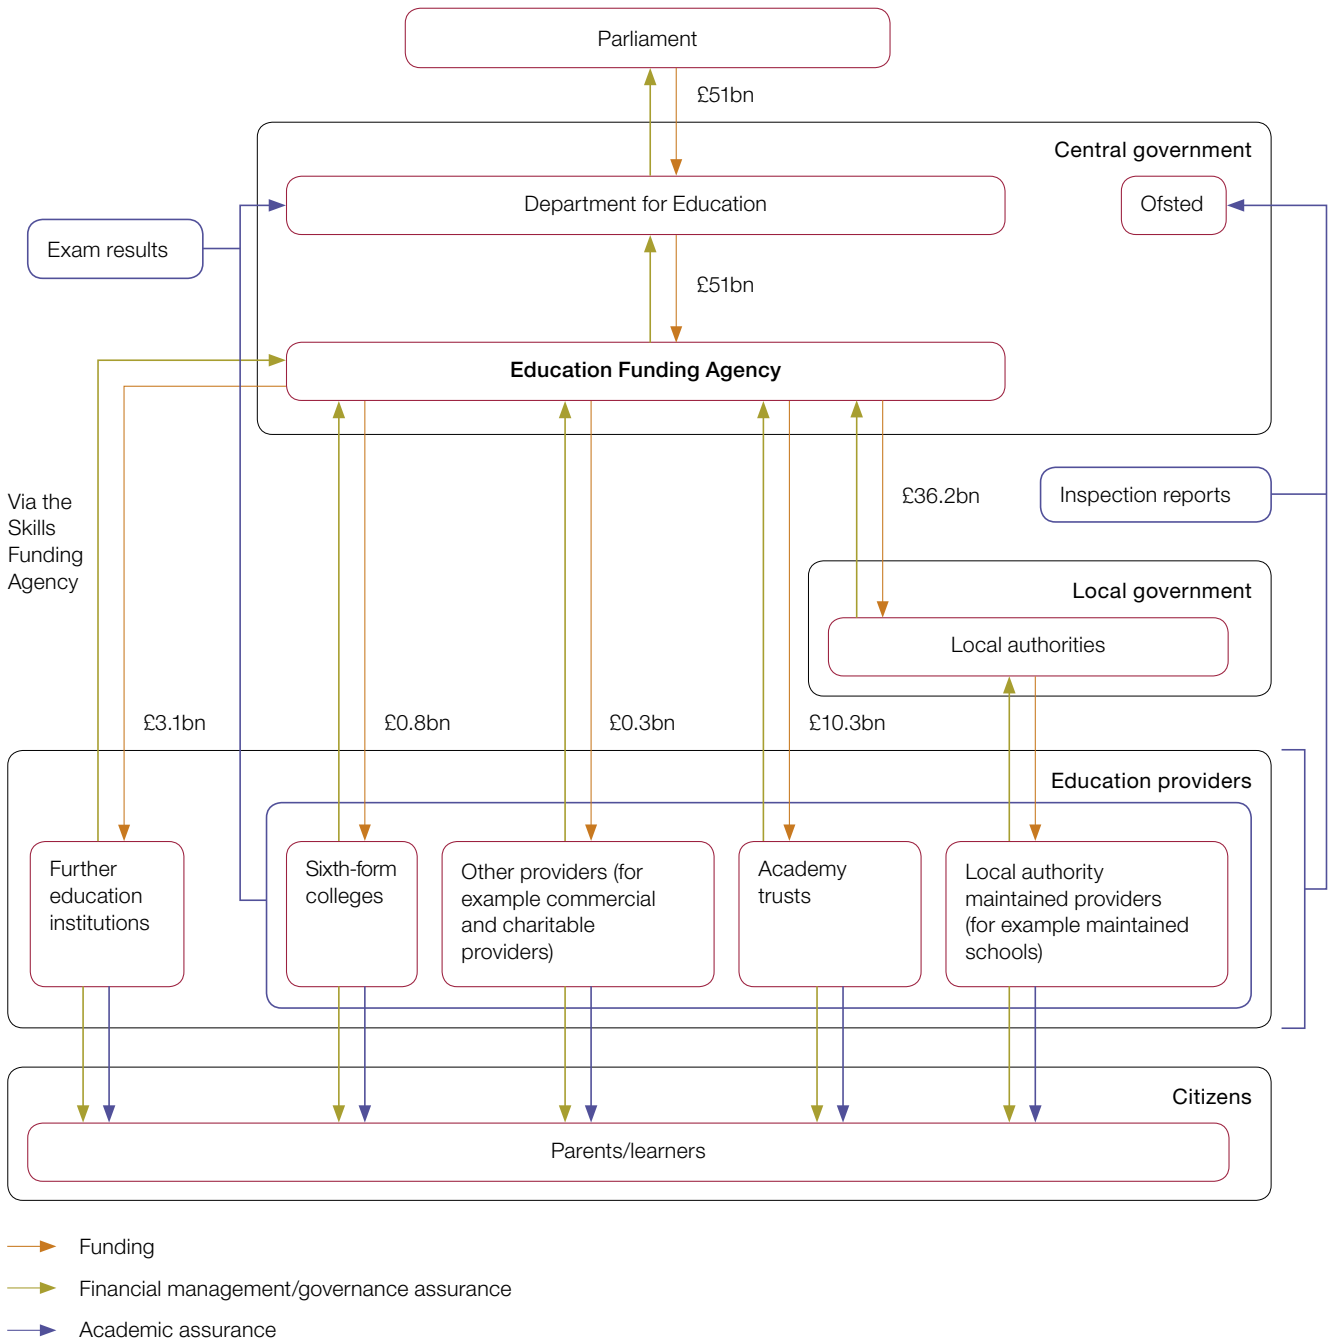 Parliament
£51bn
Central government
Department for Education
Ofsted
Exam results
£51bn
Education Funding Agency
Via the
Skills
Funding
Agency
£36.2bn
Inspection reports
Local government
Local authorities
£3.1bn
£0.8bn
£0.3bn
£10.3bn
Education providers
Further
education
institutions
Sixth-form
colleges
Other providers (for
example commercial
and charitable
providers)
Academy
trusts
Local authority
maintained providers
(for example maintained
schools)
Citizens
Parents/learners
Funding
Financial management/governance assurance
Academic assurance